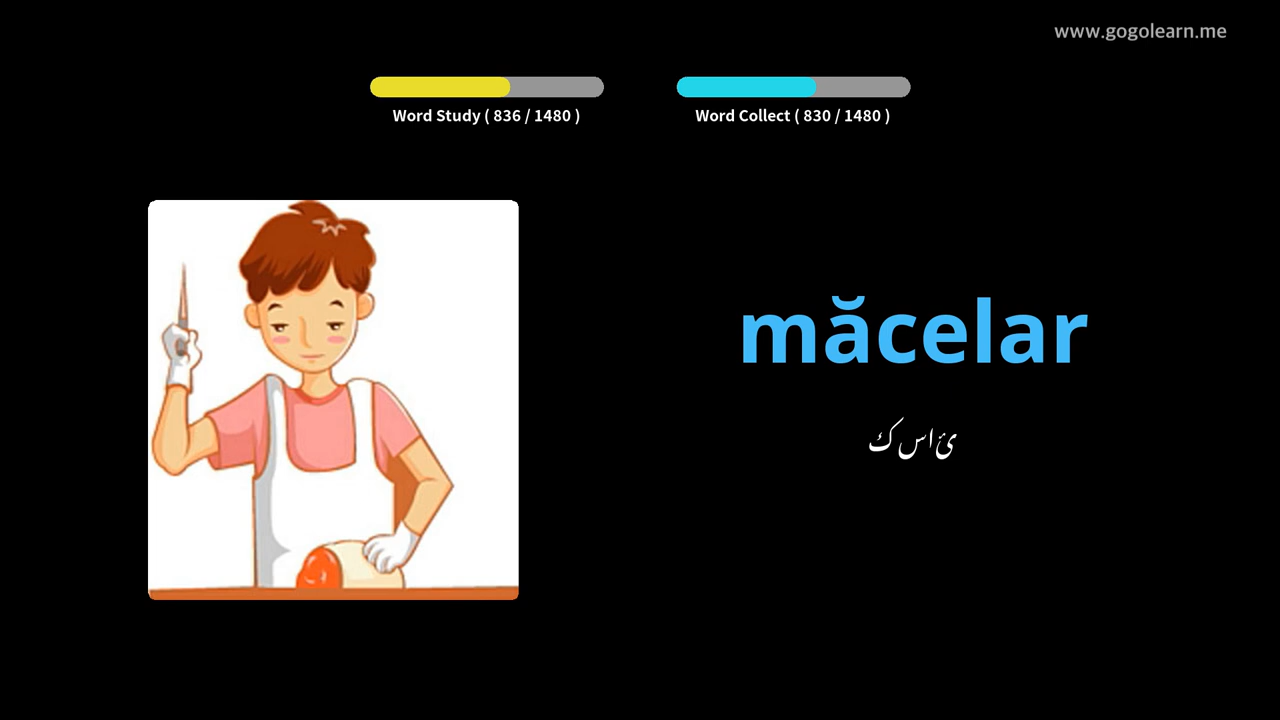 www.gogolearn.me
Word Study ( 836 / 1480 )
Word Collect ( 830 / 1480 )
măcelar
ئ ا س ک